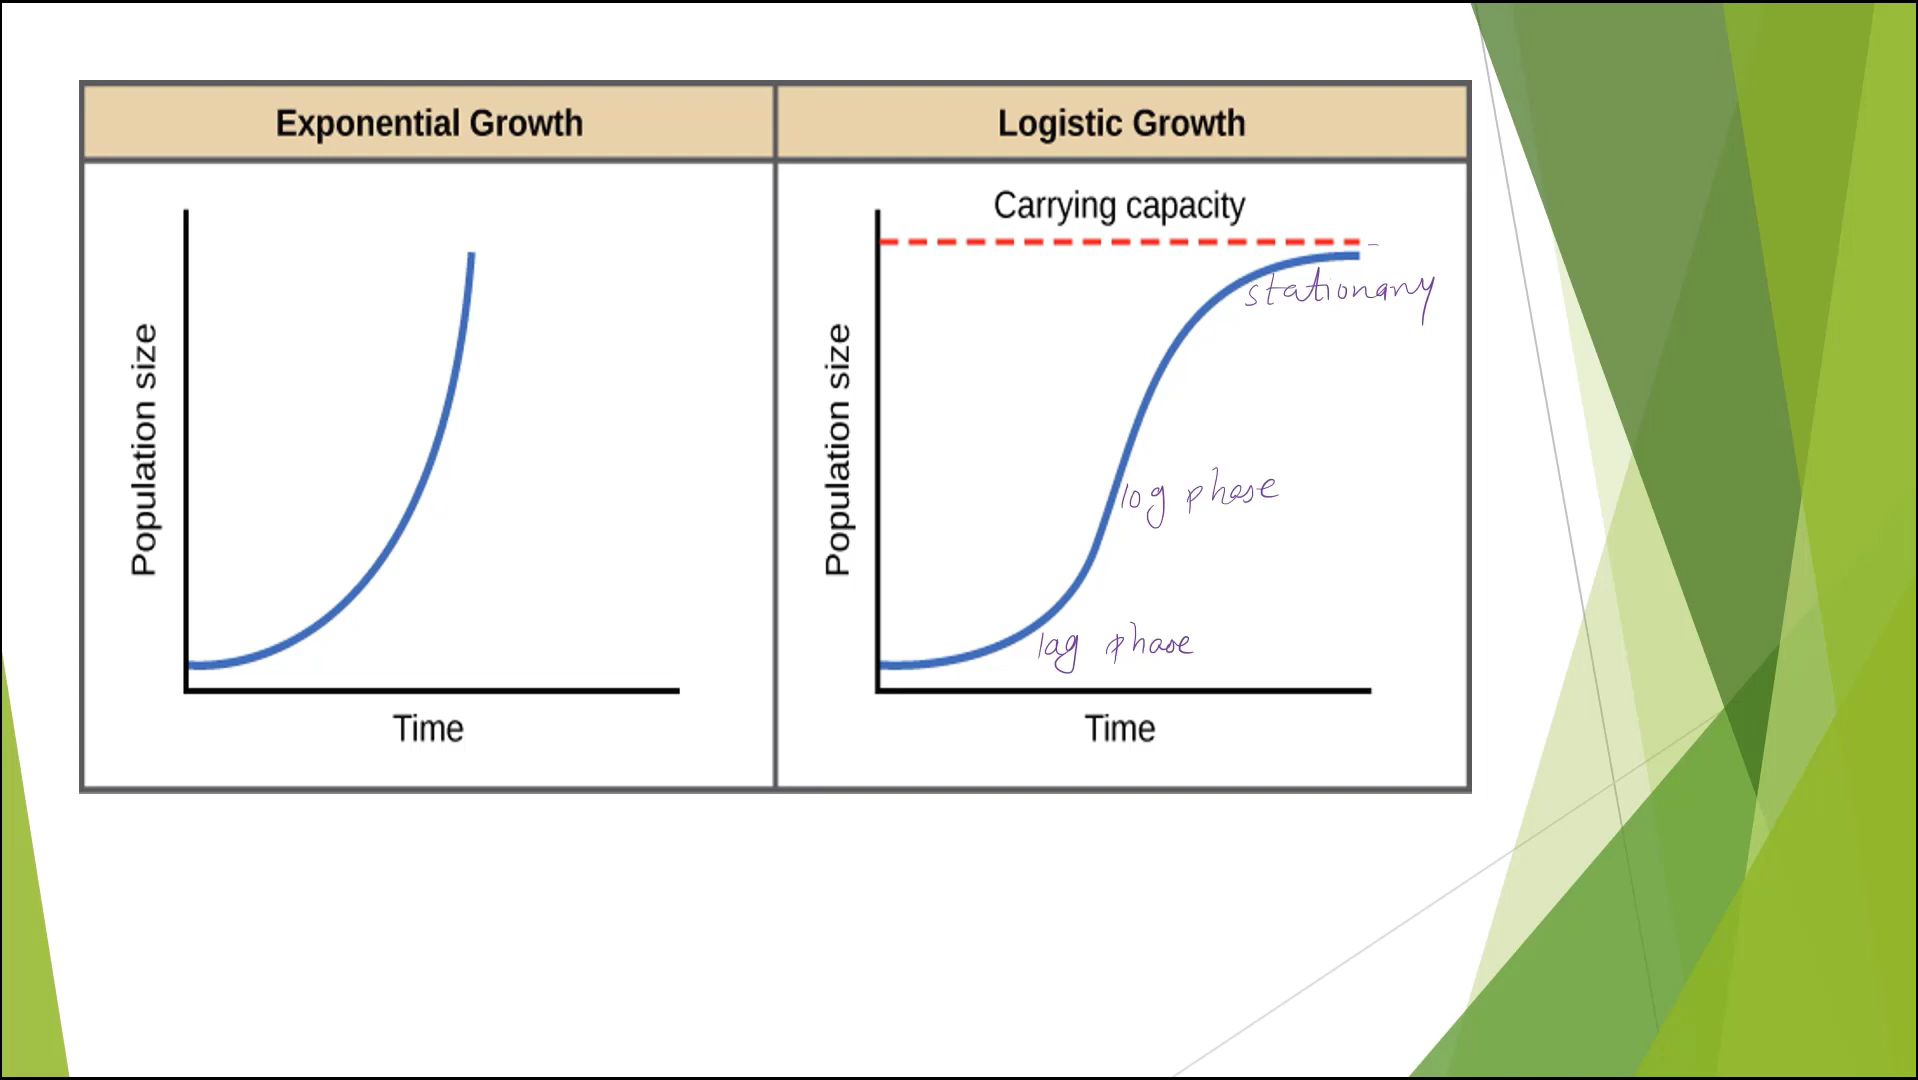 Exponential Growth
Logistic Growth
Population size
Time
Carrying capacity
Population size
stationary
log phase
lag phase
Time